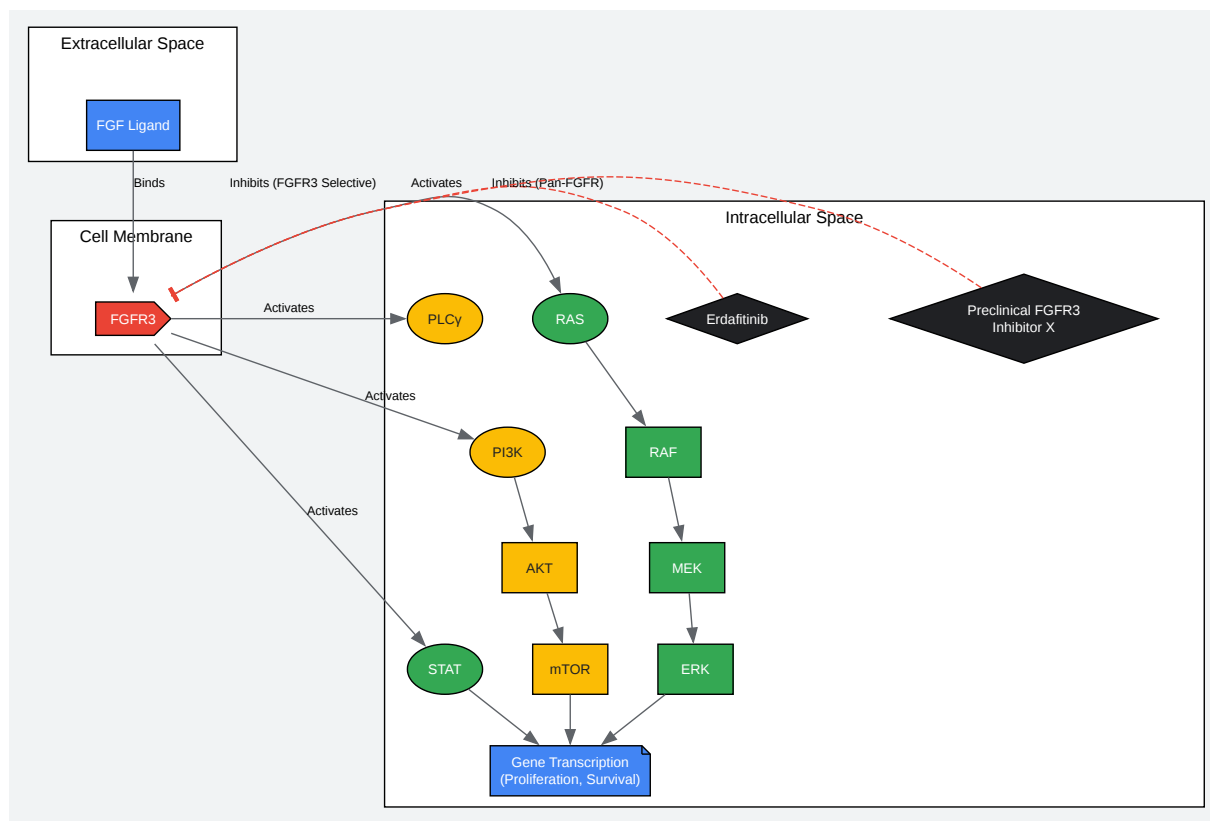 Extracellular Space
FGF Ligand
Binds
Inhibits (FGFR3 Selective)
Activates
Inhibits (Pan-FGFR)
Intracellular Space
Cell Membrane
FGFR3
Activates
PLCγ
RAS
Erdafitinib
Preclinical FGFR3
Inhibitor X
Activates
PI3K
RAF
Activates
AKT
MEK
STAT
mTOR
ERK
Gene Transcription
(Proliferation, Survival)